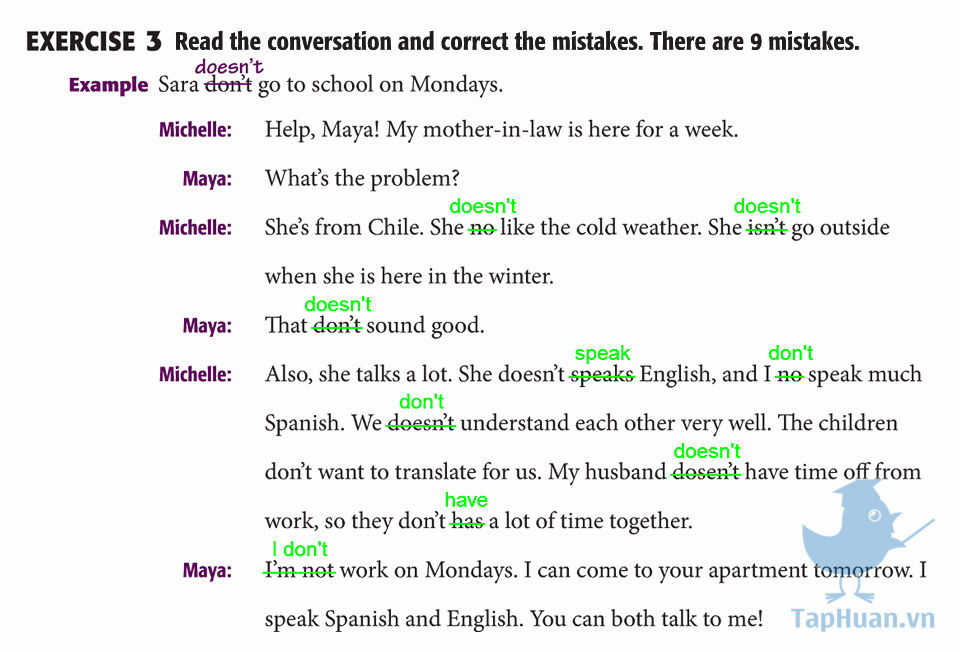 EXERCISE 3 Read the conversation and correct the mistakes. There are 9 mistakes.
doesn't
Example Sara don't go to school on Mondays.
Michelle: Help, Maya! My mother-in-law is here for a week.
Maya: What's the problem?
doesn't doesn't
Michelle: She's from Chile. She no like the cold weather. She isn't go outside
when she is here in the winter.
doesn't
Maya: That don't sound good.
speak don't
Michelle: Also, she talks a lot. She doesn't speaks English, and I no speak much
don't
Spanish. We doesn't understand each other very well. The children
doesn't
don't want to translate for us. My husband dosen't have time off from
have
work, so they don't has a lot of time together.
I don't
Maya: I'm not work on Mondays. I can come to your apartment tomorrow. I
speak Spanish and English. You can both talk to me!
TapHuan.vn